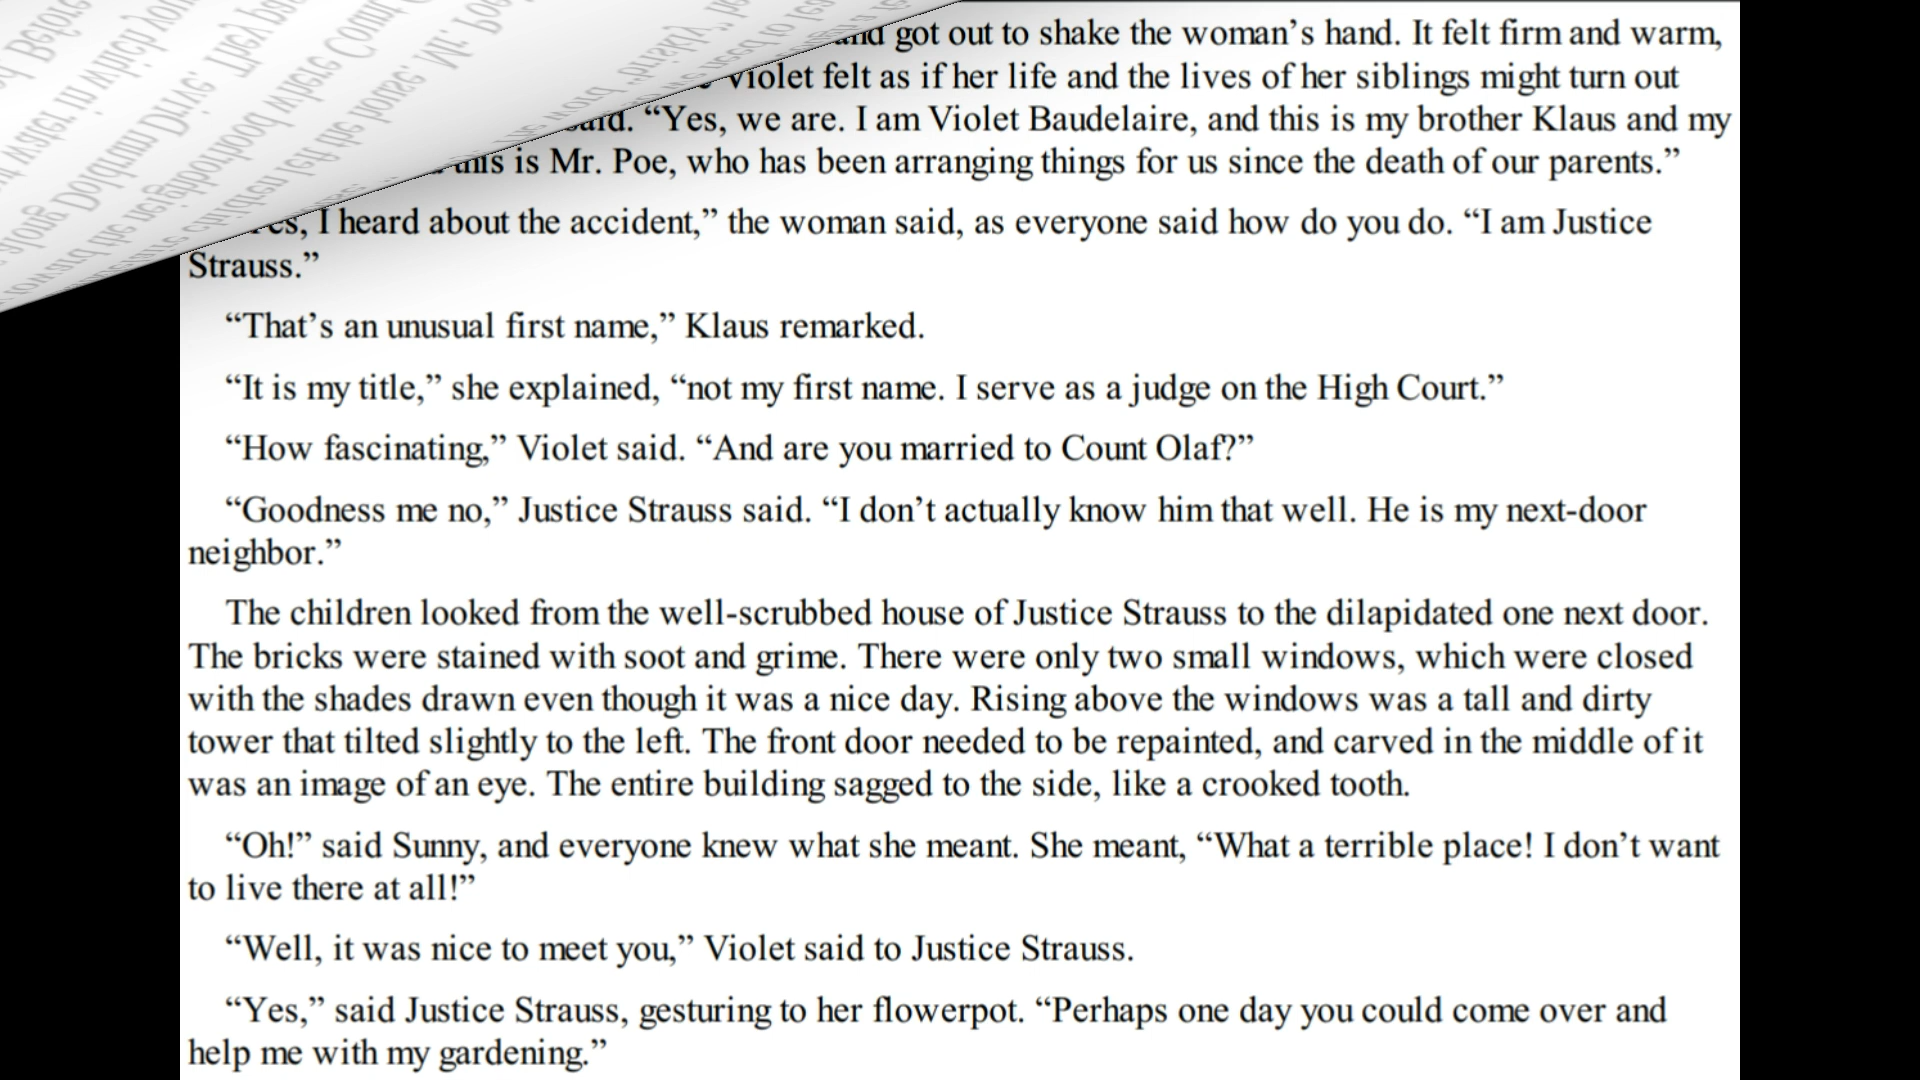 and got out to shake the woman’s hand. It felt firm and warm,
Violet felt as if her life and the lives of her siblings might turn out
said. “Yes, we are. I am Violet Baudelaire, and this is my brother Klaus and my
this is Mr. Poe, who has been arranging things for us since the death of our parents.”
I heard about the accident,” the woman said, as everyone said how do you do. “I am Justice
Strauss.”
“That’s an unusual first name,” Klaus remarked.
“It is my title,” she explained, “not my first name. I serve as a judge on the High Court.”
“How fascinating,” Violet said. “And are you married to Count Olaf?”
“Goodness me no,” Justice Strauss said. “I don’t actually know him that well. He is my next-door
neighbor.”
The children looked from the well-scrubbed house of Justice Strauss to the dilapidated one next door.
The bricks were stained with soot and grime. There were only two small windows, which were closed
with the shades drawn even though it was a nice day. Rising above the windows was a tall and dirty
tower that tilted slightly to the left. The front door needed to be repainted, and carved in the middle of it
was an image of an eye. The entire building sagged to the side, like a crooked tooth.
“Oh!” said Sunny, and everyone knew what she meant. She meant, “What a terrible place! I don’t want
to live there at all!”
“Well, it was nice to meet you,” Violet said to Justice Strauss.
“Yes,” said Justice Strauss, gesturing to her flowerpot. “Perhaps one day you could come over and
help me with my gardening.”